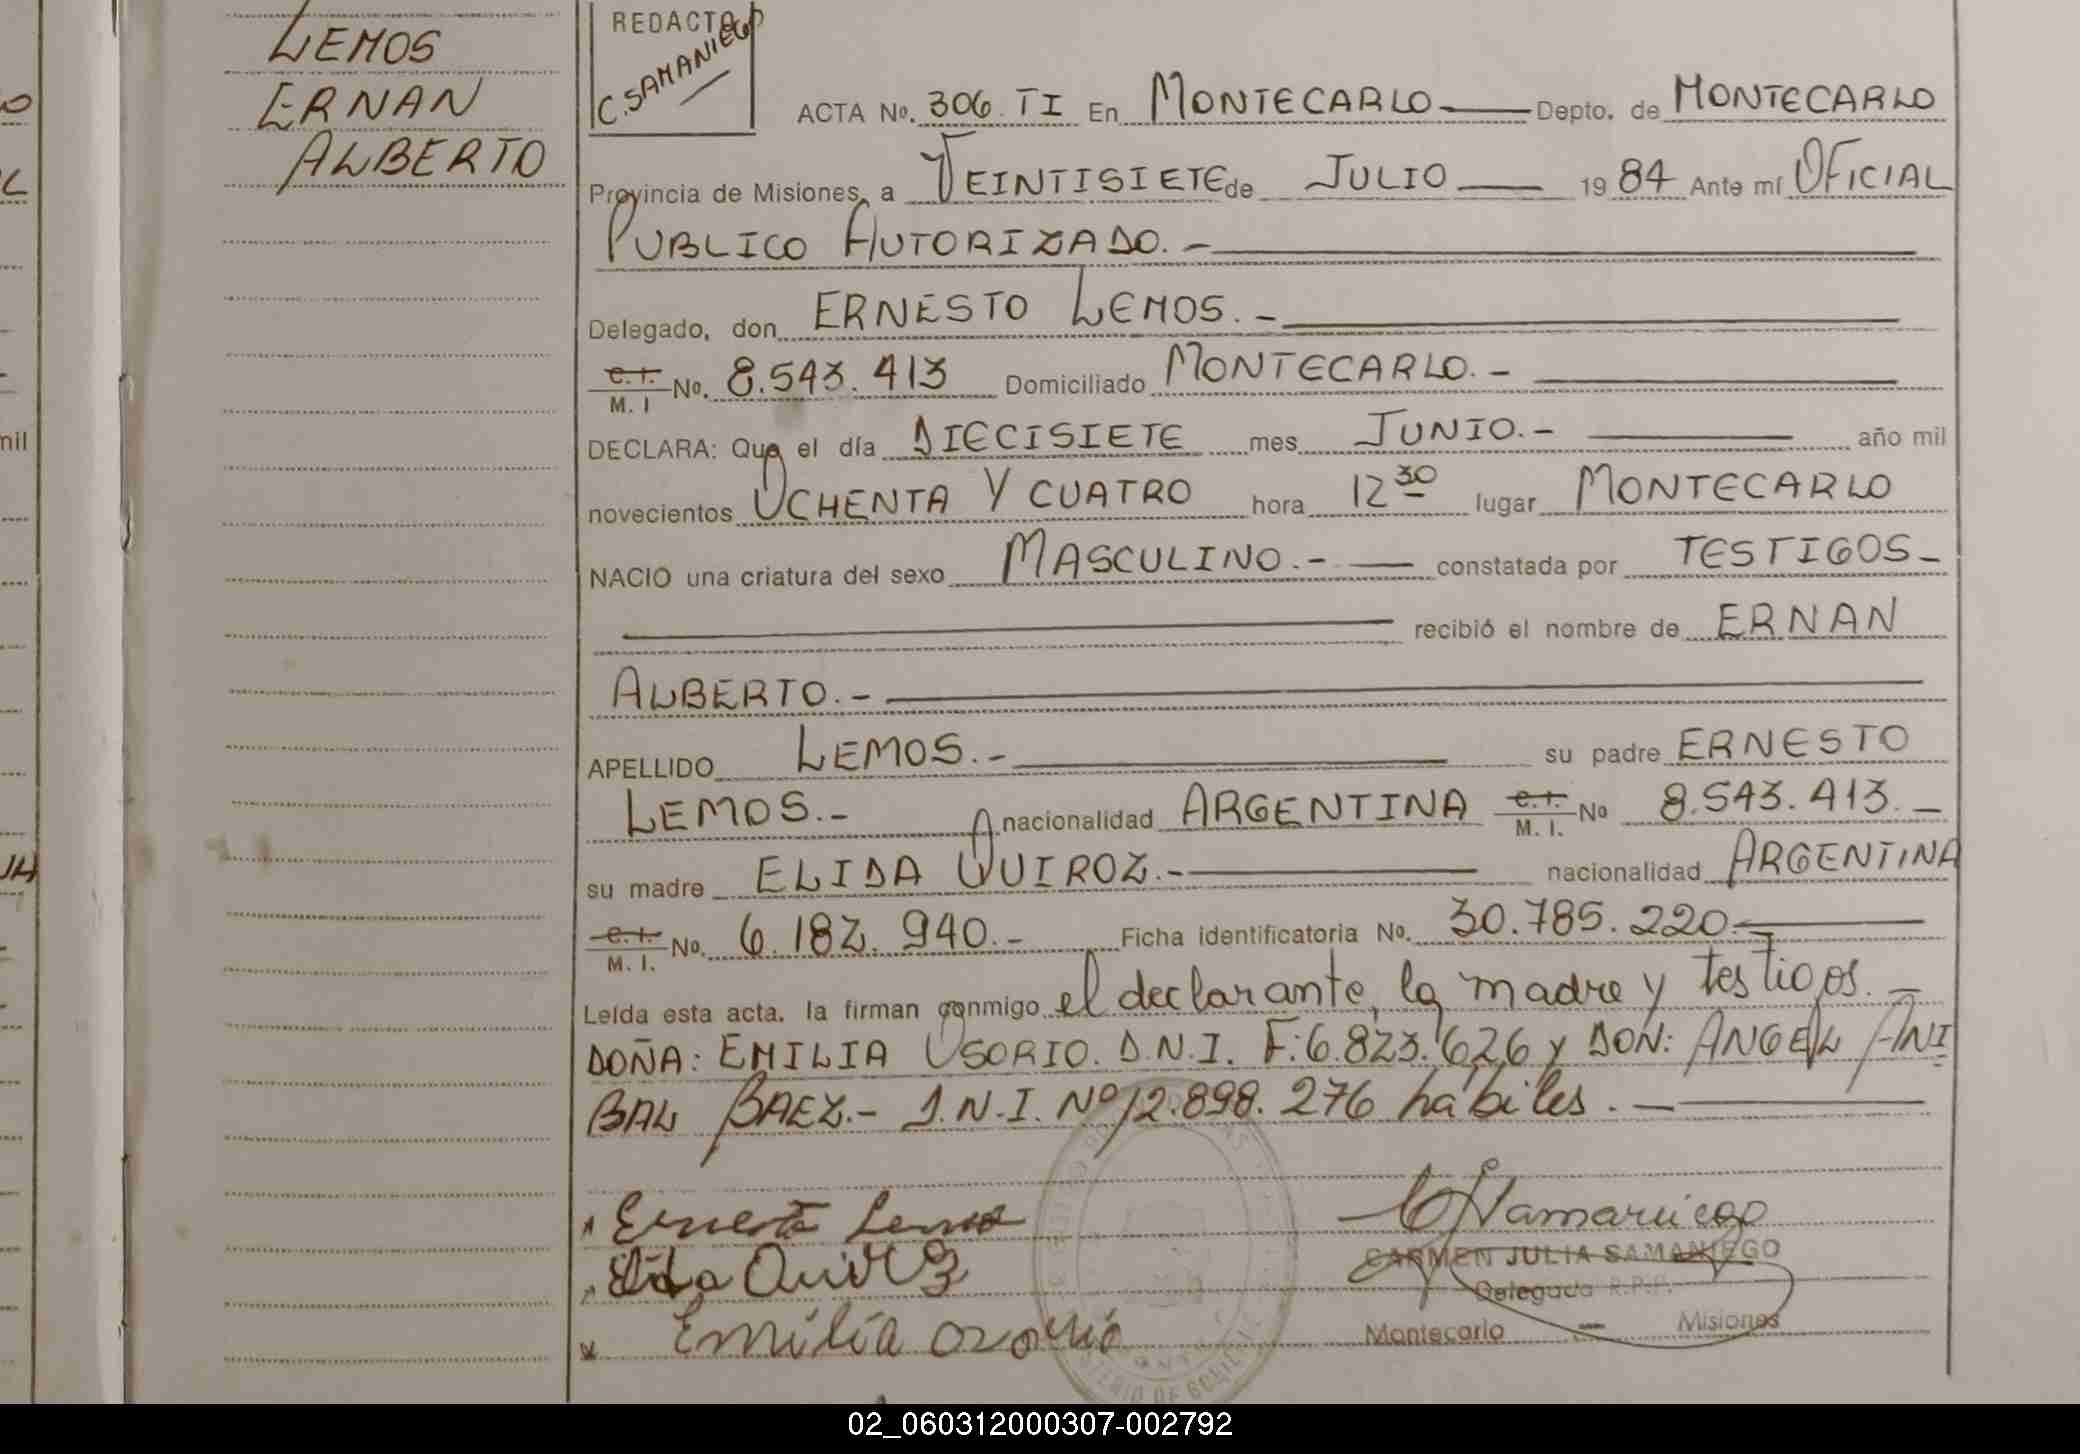 LEMOS
ERNAN
ALBERTO
REDACTO
C. SAMANIEGO
ACTA No. 306. TI En MONTECARLO Depto. de MONTECARLO
Provincia de Misiones, a VEINTISIETE de JULIO 19 84 Ante mí OFICIAL
PUBLICO AUTORIZADO.-
Delegado, don ERNESTO LEMOS.-
C. I.
M. I No. 8.543.413 Domiciliado MONTECARLO.-
DECLARA: Que el día DIECISIETE mes JUNIO.- año mil
novecientos OCHENTA Y CUATRO hora 12 30 lugar MONTECARLO
NACIO una criatura del sexo MASCULINO.- constatada por TESTIGOS-
recibió el nombre de ERNAN
ALBERTO.-
APELLIDO LEMOS.- su padre ERNESTO
LEMOS.- nacionalidad ARGENTINA C. I. M. I. No 8.543.413.-
su madre ELIDA QUIROZ.- nacionalidad ARGENTINA
C. I. M. I. No. 6.182.940.- Ficha identificatoria No. 30.785.220.-
Leída esta acta, la firman conmigo el declarante, la madre y testigos.-
DOÑA: EMILIA OSORIO. D.N.I. F:6.823.626 y DON: ANGEL ANI
BAL BAEZ.- D.N.I. Nº12.898.276 hábiles.-
Ernesto Lemos
Elida Quiroz
Emilia Osorio
CSamaniego
CARMEN JULIA SAMANIEGO
Delegada R.P.P.
Montecarlo - Misiones
02_060312000307-002792